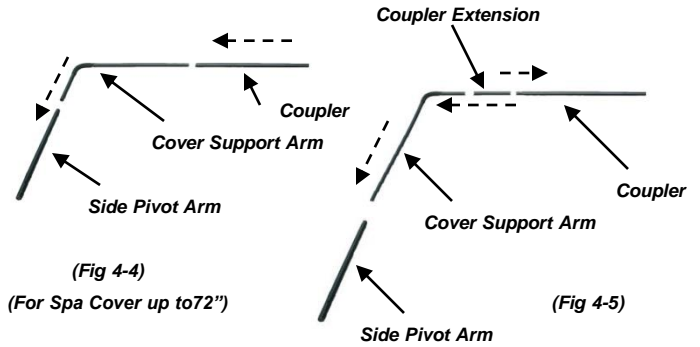 Coupler Extension
Coupler
Cover Support Arm
Side Pivot Arm
(Fig 4-4)
(For Spa Cover up to72”)
Coupler
Cover Support Arm
(Fig 4-5)
Side Pivot Arm